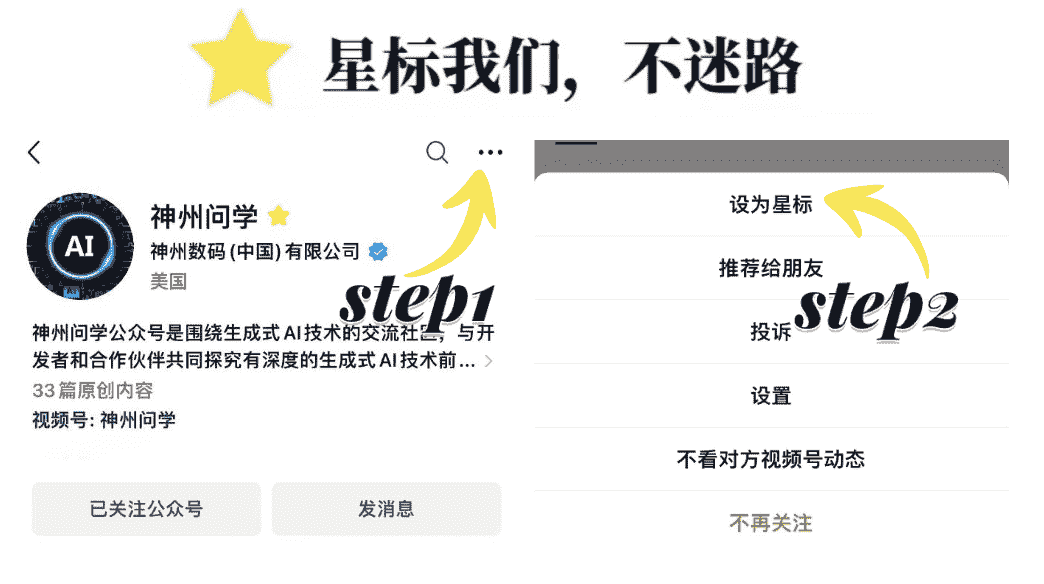 星标我们，不迷路
AI
神州问学
神州数码(中国)有限公司
美国
神州问学公众号是围绕生成式AI技术的交流社区，与开
发者和合作伙伴共同探究有深度的生成式AI技术前...
33篇原创内容
视频号: 神州问学
已关注公众号
发消息
step1
设为星标
推荐给朋友
投诉
设置
不看对方视频号动态
不再关注
step2